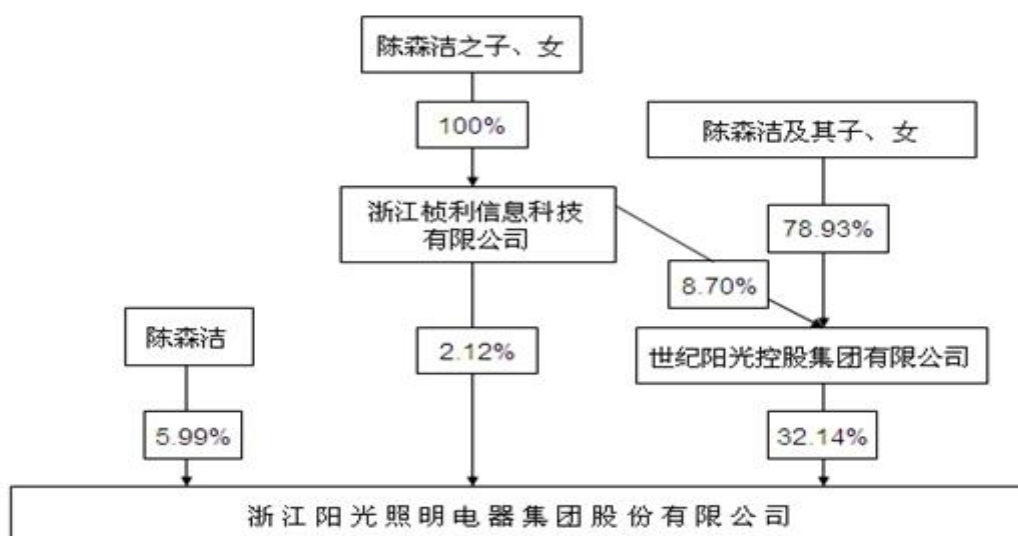 陈森洁之子、女
100%
陈森洁及其子、女
浙江桢利信息科技
有限公司
78.93%
8.70%
陈森洁
2.12%
世纪阳光控股集团有限公司
5.99%
32.14%
浙江阳光照明电器集团股份有限公司